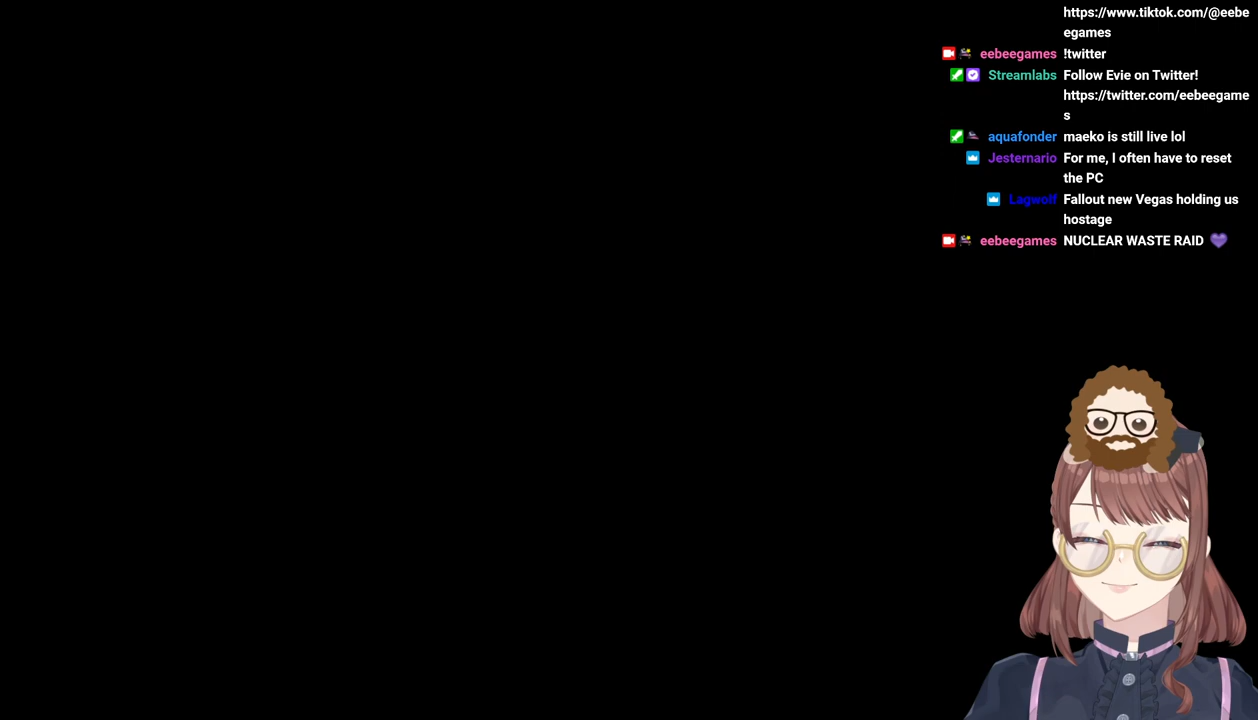 https://www.tiktok.com/@eebe
egames
eebeegames !twitter
Streamlabs Follow Evie on Twitter!
https://twitter.com/eebeegame
s
aquafonder maeko is still live lol
Jesternario For me, I often have to reset
the PC
Lagwolf Fallout new Vegas holding us
hostage
eebeegames NUCLEAR WASTE RAID